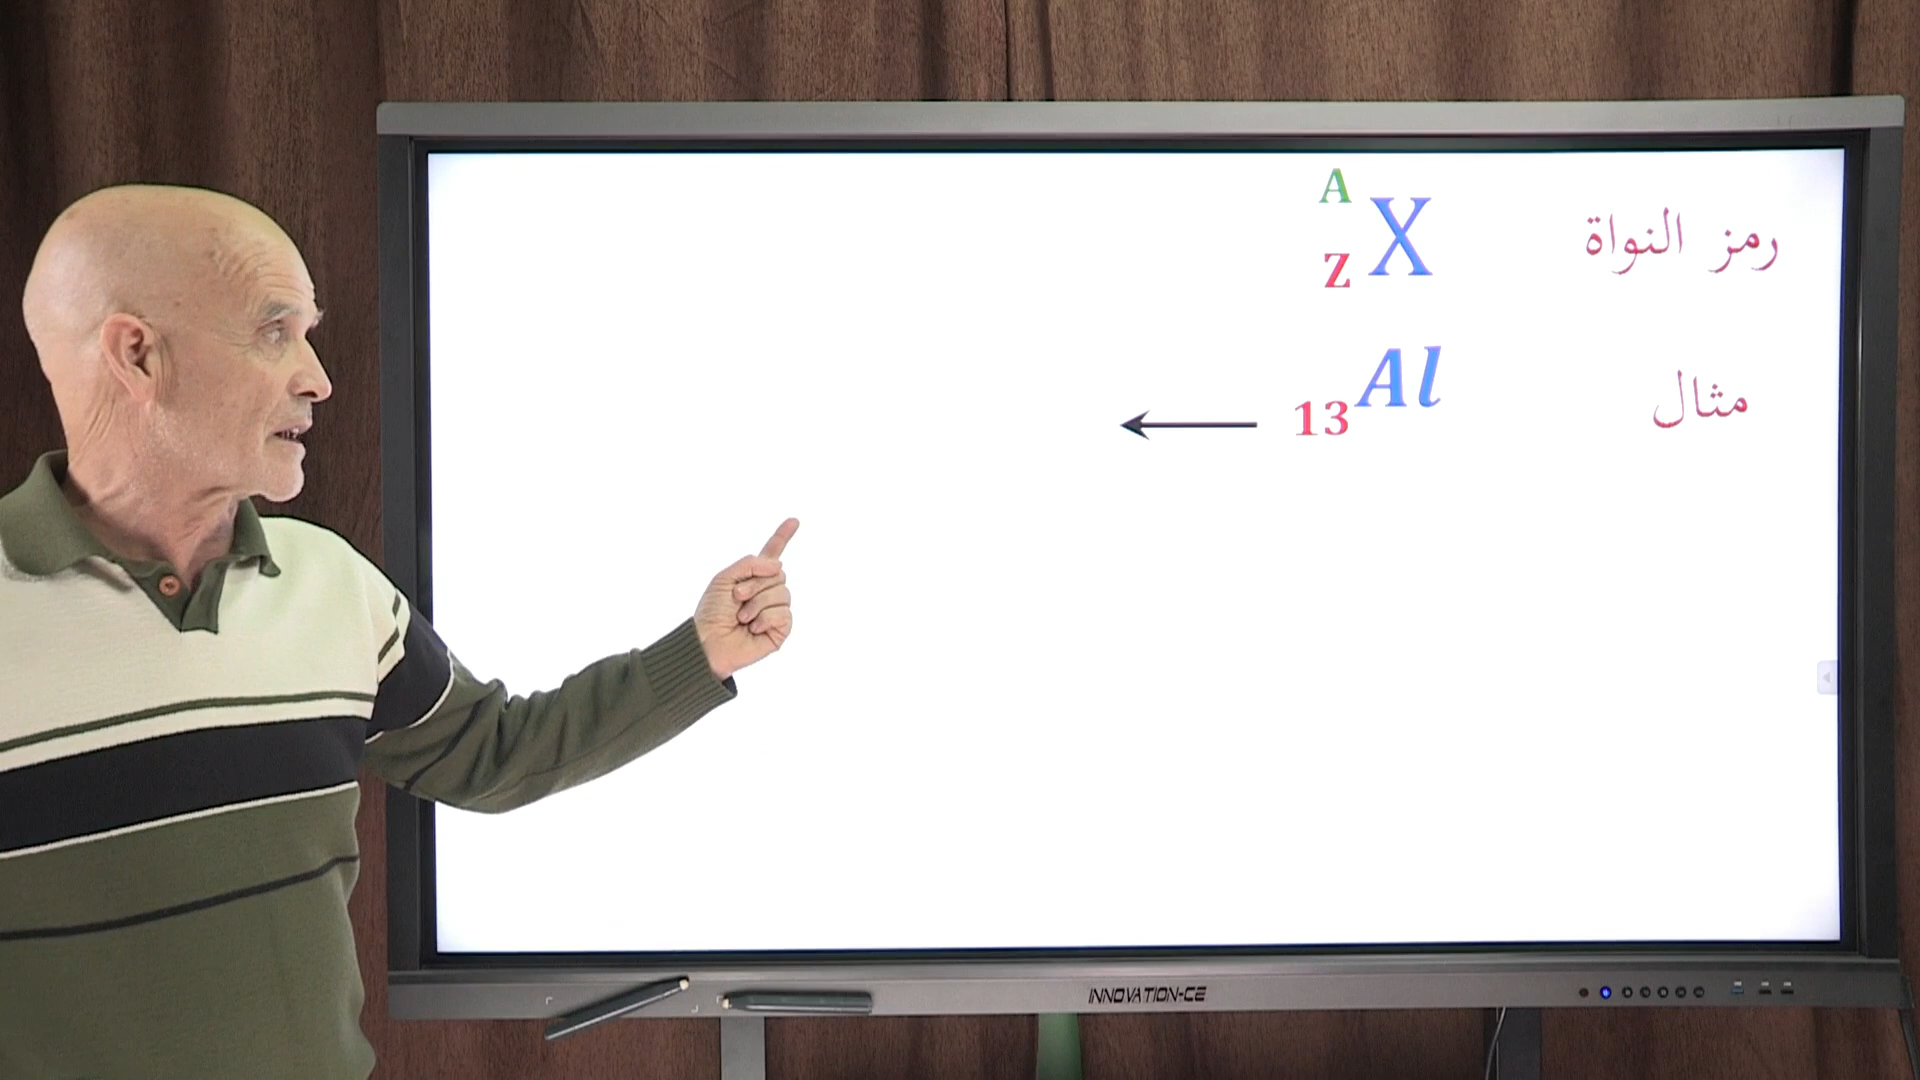 رمز النواة
A
Z X
مثال
13 Al
INNOVATION-CE